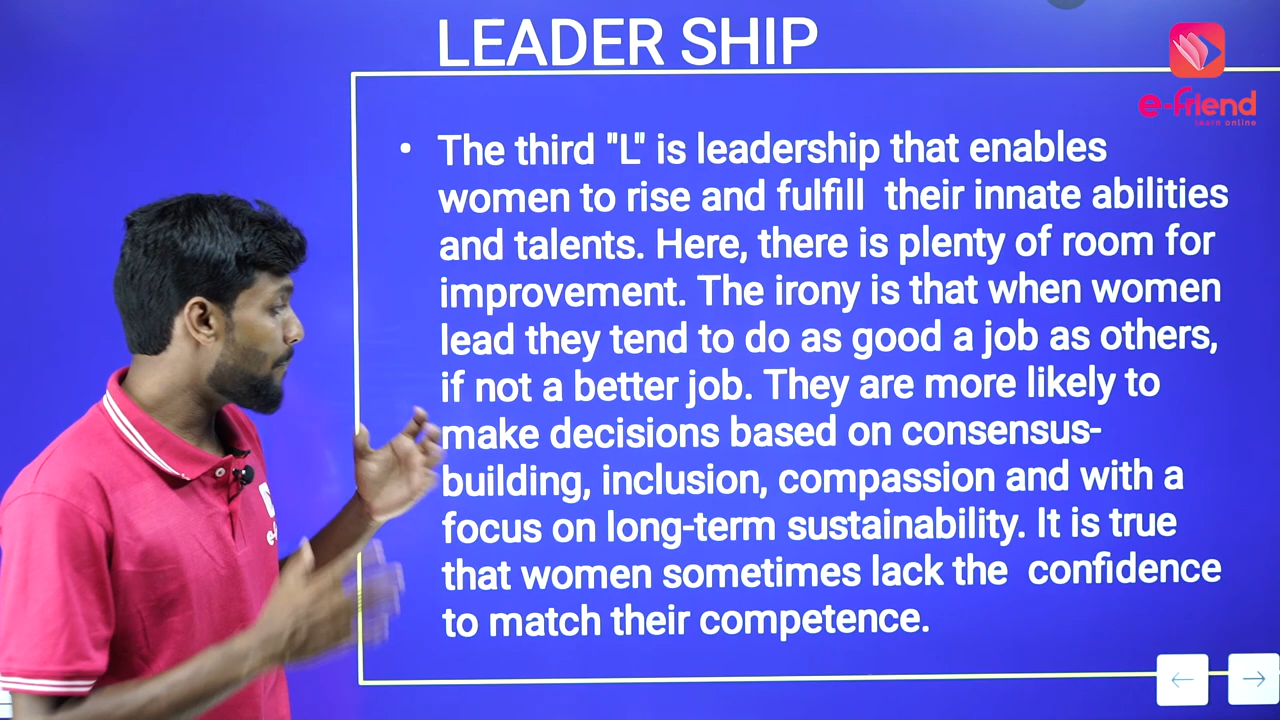 LEADER SHIP
e-friend
learn online
• The third "L" is leadership that enables
women to rise and fulfill their innate abilities
and talents. Here, there is plenty of room for
improvement. The irony is that when women
lead they tend to do as good a job as others,
if not a better job. They are more likely to
make decisions based on consensus-
building, inclusion, compassion and with a
focus on long-term sustainability. It is true
that women sometimes lack the confidence
to match their competence.